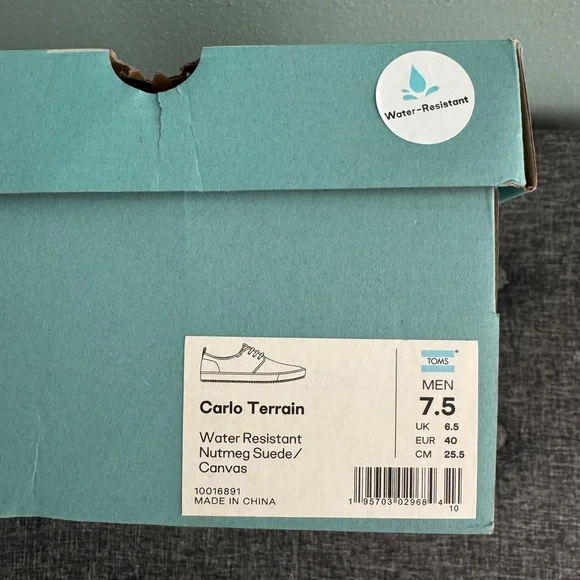 Water-Resistant
TOMS
MEN
7.5
UK 6.5
EUR 40
CM 25.5
Carlo Terrain
Water Resistant
Nutmeg Suede/
Canvas
10016891
MADE IN CHINA
1 95703 02968 4
10